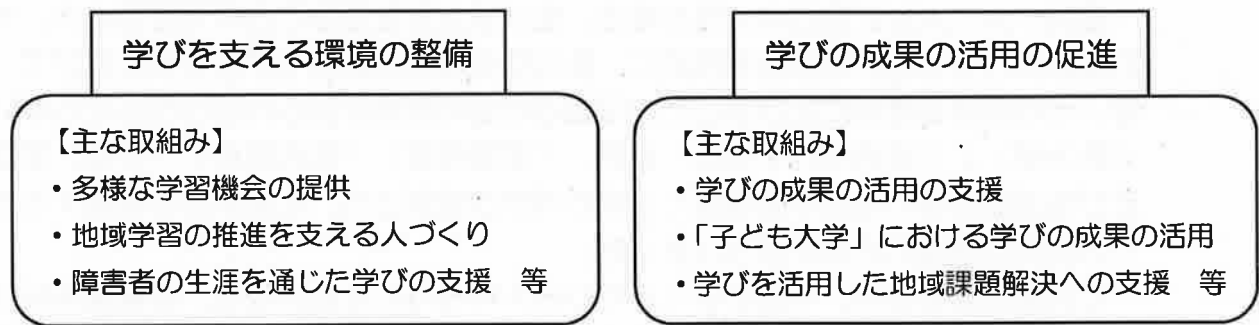 学びを支える環境の整備
【主な取組み】
・多様な学習機会の提供
・地域学習の推進を支える人づくり
・障害者の生涯を通じた学びの支援　等
学びの成果の活用の促進
【主な取組み】
・学びの成果の活用の支援
・「子ども大学」における学びの成果の活用
・学びを活用した地域課題解決への支援　等